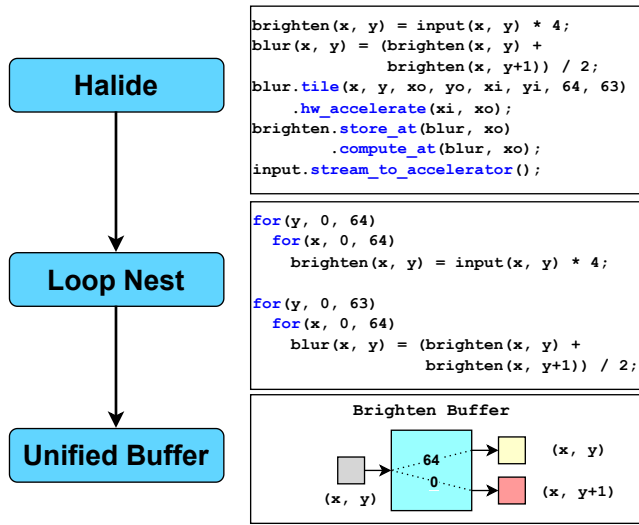 Halide
brighten(x, y) = input(x, y) * 4;
blur(x, y) = (brighten(x, y) +
brighten(x, y+1)) / 2;
blur.tile(x, y, xo, yo, xi, yi, 64, 63)
.hw_accelerate(xi, xo);
brighten.store_at(blur, xo)
.compute_at(blur, xo);
input.stream_to_accelerator();
Loop Nest
for(y, 0, 64)
for(x, 0, 64)
brighten(x, y) = input(x, y) * 4;
for(y, 0, 63)
for(x, 0, 64)
blur(x, y) = (brighten(x, y) +
brighten(x, y+1)) / 2;
Unified Buffer
Brighten Buffer
64
(x, y)
0
(x, y)
(x, y+1)